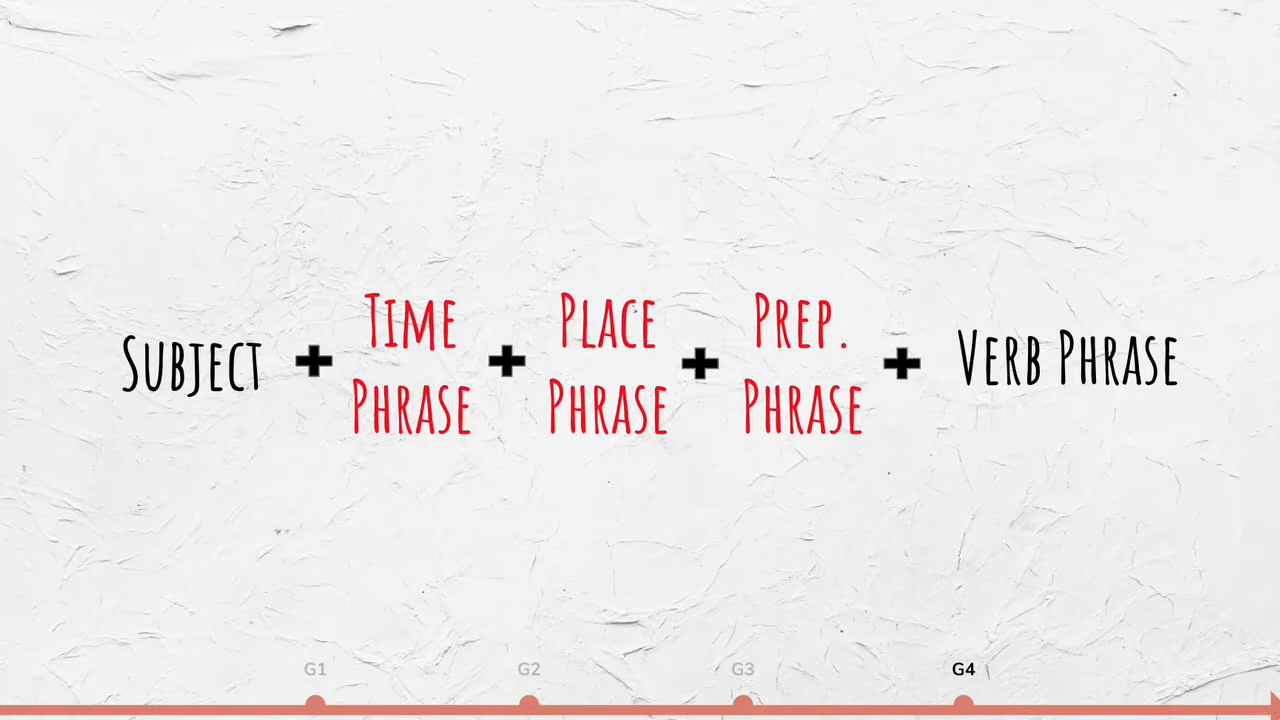 Subject + Time Phrase + Place Phrase + Prep. Phrase + Verb Phrase
G1 G2 G3 G4